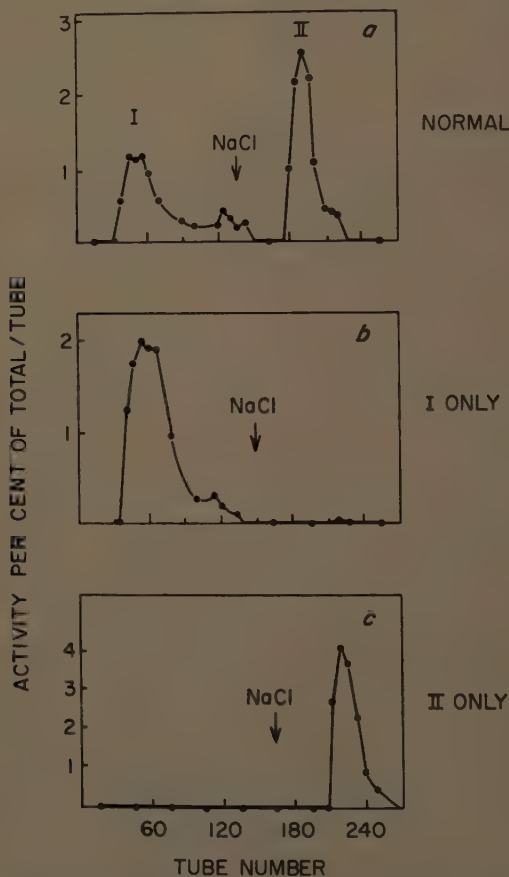 ACTIVITY PER CENT OF TOTAL/TUBE
3
2
1
I
NaCl
II
a
NORMAL
2
1
NaCl
b
I ONLY
4
3
2
1
NaCl
c
II ONLY
60 120 180 240
TUBE NUMBER